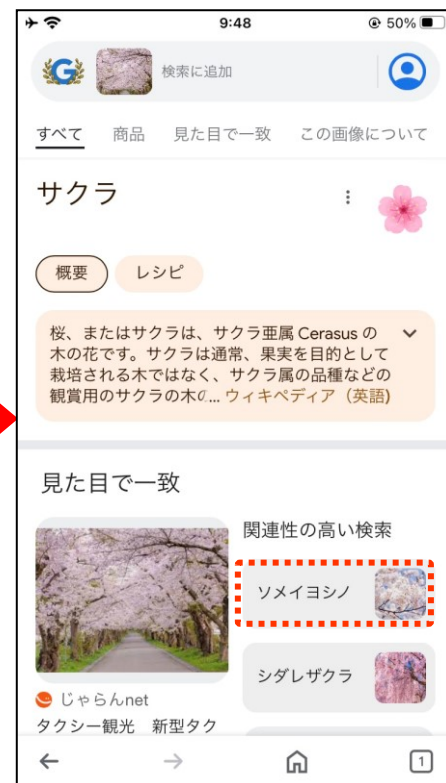 9:48
50%
検索に追加
すべて 商品 見た目で一致 この画像について
サクラ
概要 レシピ
桜、またはサクラは、サクラ亜属 Cerasus の
木の花です。サクラは通常、果実を目的として
栽培される木ではなく、サクラ属の品種などの
観賞用のサクラの木の... ウィキペディア（英語)
見た目で一致
関連性の高い検索
ソメイヨシノ
シダレザクラ
じゃらんnet
タクシー観光 新型タク
1